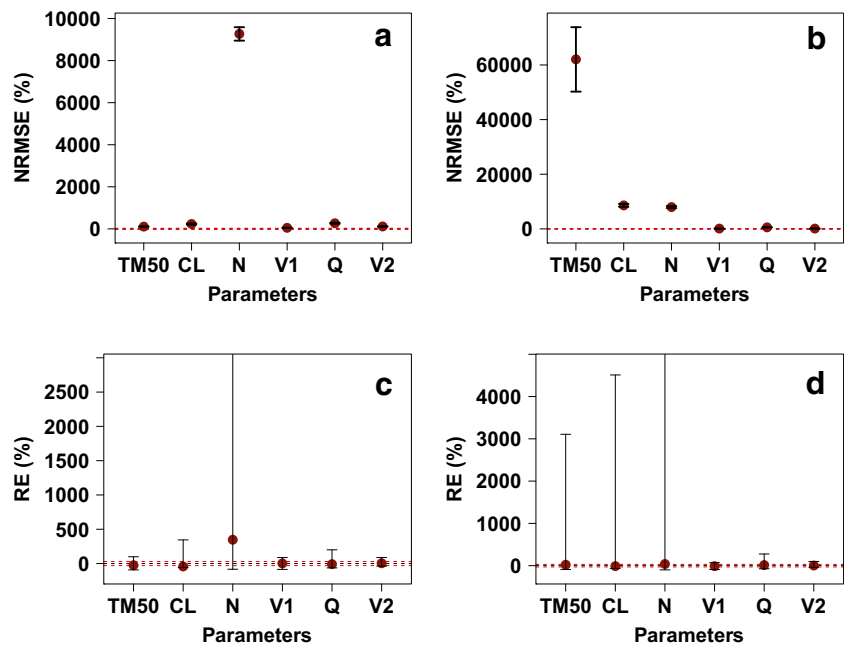 a
NRMSE (%)
10000
8000
6000
4000
2000
0
TM50 CL N V1 Q V2
Parameters
b
NRMSE (%)
60000
40000
20000
0
TM50 CL N V1 Q V2
Parameters
c
RE (%)
2500
2000
1500
1000
500
0
TM50 CL N V1 Q V2
Parameters
d
RE (%)
4000
3000
2000
1000
0
TM50 CL N V1 Q V2
Parameters